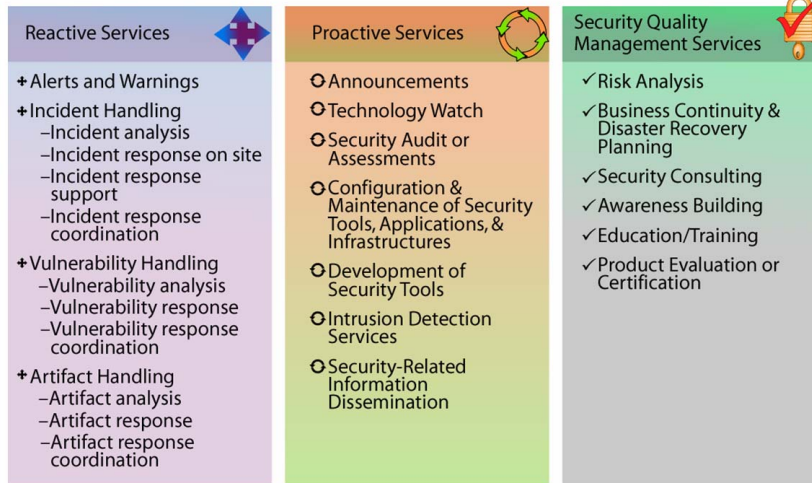 Reactive Services
+Alerts and Warnings
+Incident Handling
–Incident analysis
–Incident response on site
–Incident response
support
–Incident response
coordination
+Vulnerability Handling
–Vulnerability analysis
–Vulnerability response
–Vulnerability response
coordination
+Artifact Handling
–Artifact analysis
–Artifact response
–Artifact response
coordination
Proactive Services
Announcements
Technology Watch
Security Audit or
Assessments
Configuration &
Maintenance of Security
Tools, Applications, &
Infrastructures
Development of
Security Tools
Intrusion Detection
Services
Security-Related
Information
Dissemination
Security Quality
Management Services
✓Risk Analysis
✓Business Continuity &
Disaster Recovery
Planning
✓Security Consulting
✓Awareness Building
✓Education/Training
✓Product Evaluation or
Certification